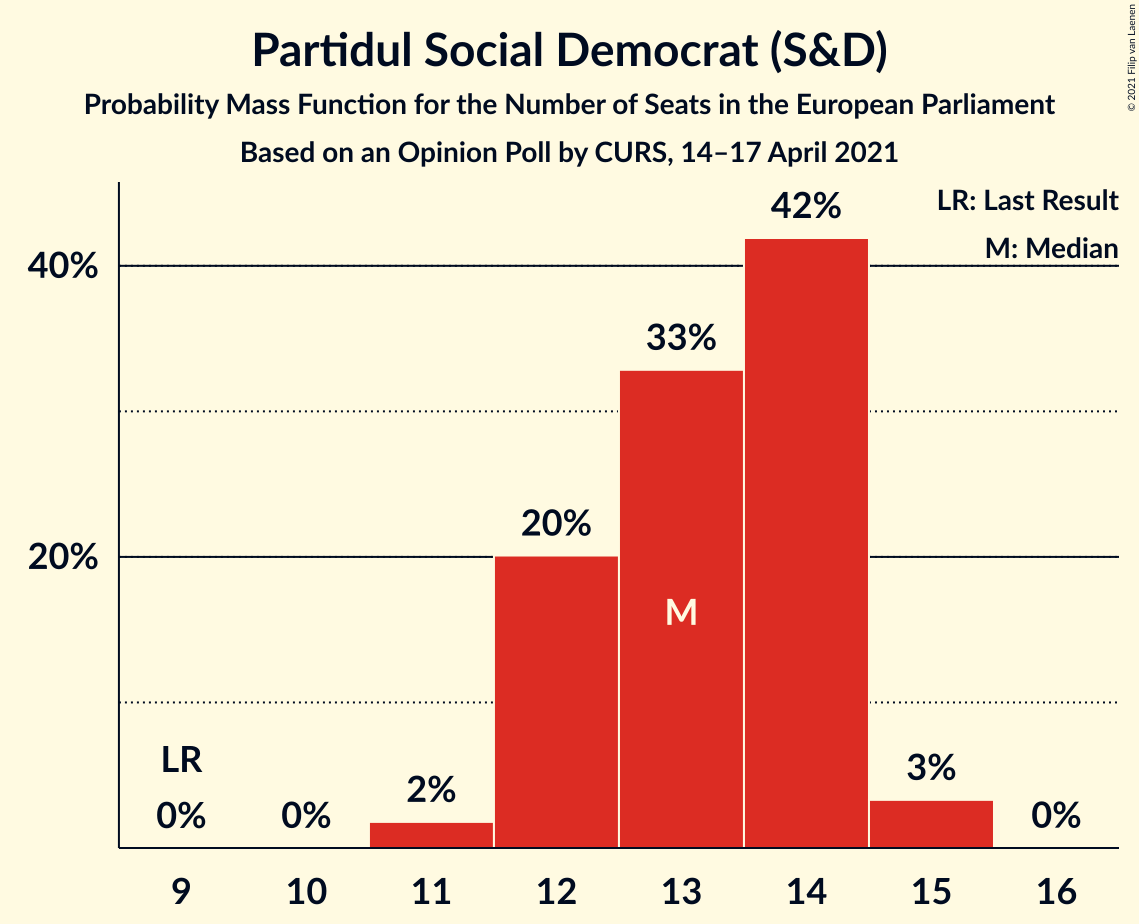 Partidul Social Democrat (S&D)
Probability Mass Function for the Number of Seats in the European Parliament
Based on an Opinion Poll by CURS, 14–17 April 2021
© 2021 Filip van Laenen
LR: Last Result
M: Median
40%
20%
LR
0%
0%
2%
20%
33%
M
42%
3%
0%
9
10
11
12
13
14
15
16